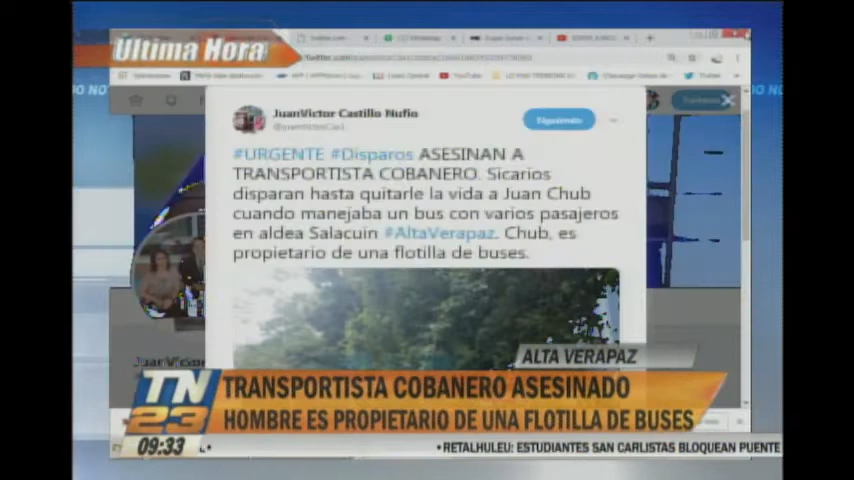 Última Hora
JuanVictor Castillo Nufio
Siguiendo
#URGENTE #Disparos ASESINAN A
TRANSPORTISTA COBANERO. Sicarios
disparan hasta quitarle la vida a Juan Chub
cuando manejaba un bus con varios pasajeros
en aldea Salacuin #AltaVerapaz. Chub, es
propietario de una flotilla de buses.
ALTA VERAPAZ
TN
23
TRANSPORTISTA COBANERO ASESINADO
HOMBRE ES PROPIETARIO DE UNA FLOTILLA DE BUSES
09:33
•RETALHULEU: ESTUDIANTES SAN CARLISTAS BLOQUEAN PUENTE